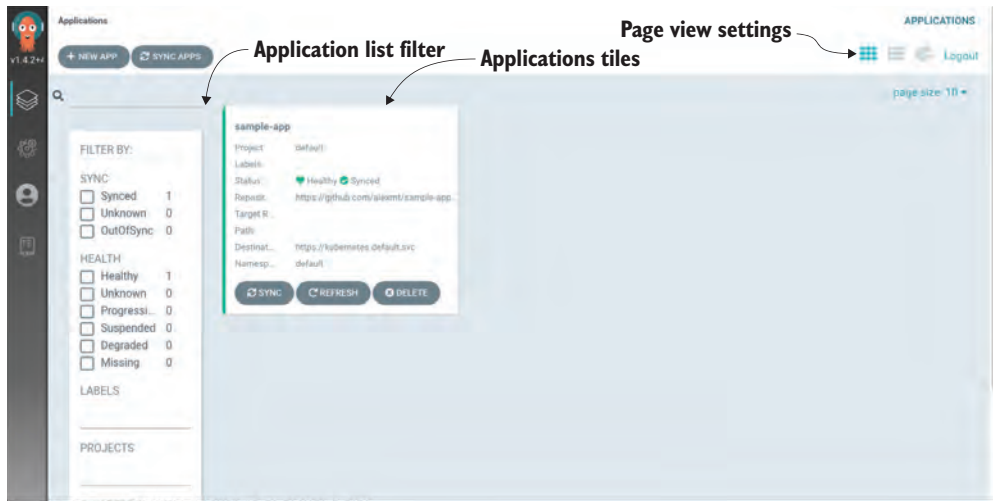 Applications
APPLICATIONS
Page view settings
v1.4.2+
+ NEW APP
SYNC APPS
Application list filter
Applications tiles
Logout
page size: 10
FILTER BY:
SYNC
Synced 1
Unknown 0
OutOfSync 0
HEALTH
Healthy 1
Unknown 0
Progressi... 0
Suspended 0
Degraded 0
Missing 0
LABELS
PROJECTS
sample-app
Project: default
Labels:
Status: Healthy Synced
Reposit... https://github.com/alexmt/sample-app...
Target R...
Path:
Destinat... https://kubernetes.default.svc
Namesp... default
SYNC
REFRESH
DELETE